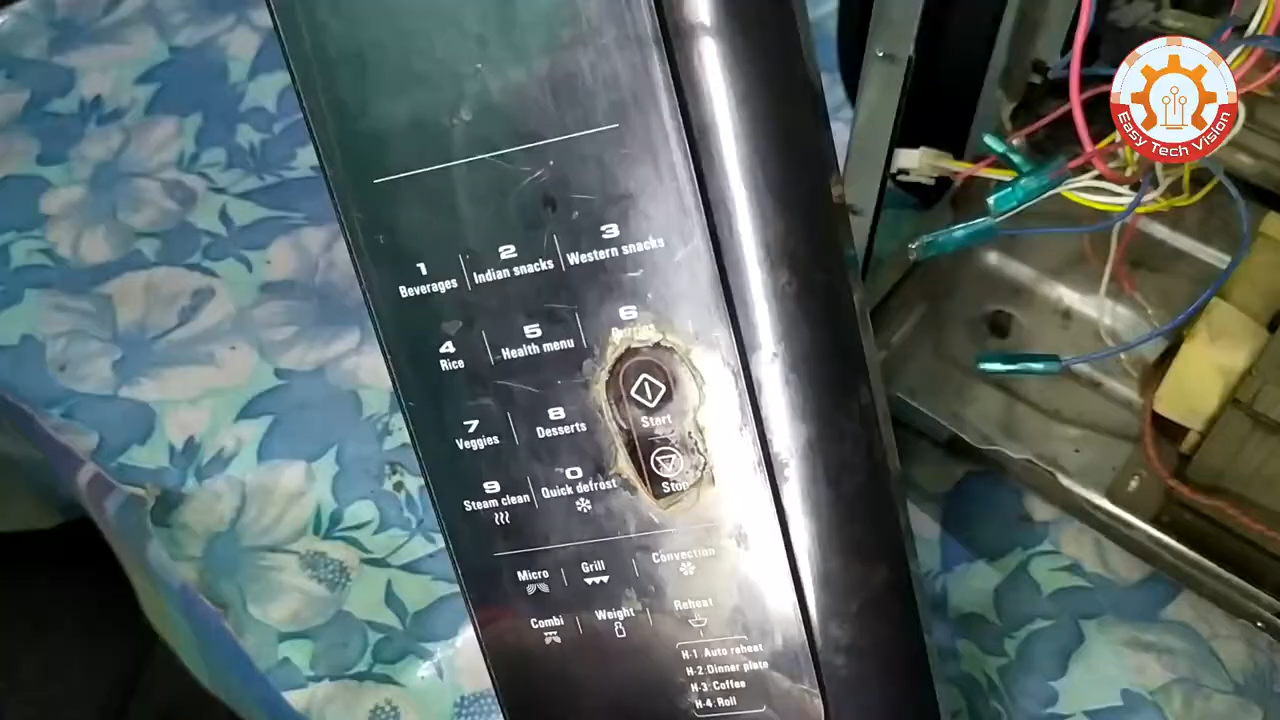 Easy Tech Vision
1
Beverages
2
Indian snacks
3
Western snacks
4
Rice
5
Health menu
6
Curries
7
Veggies
8
Desserts
Start
9
Steam clean
0
Quick defrost
Stop
Micro
Grill
Convection
Combi
Weight
Reheat
H-1 Auto reheat
H-2 Dinner plate
H-3 Coffee
H-4 Roll